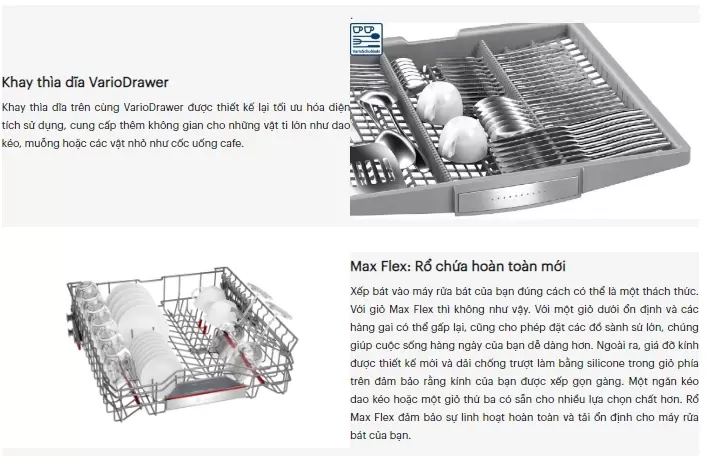 VarioSchublade
Khay thìa dĩa VarioDrawer
Khay thìa dĩa trên cùng VarioDrawer được thiết kế lại tối ưu hóa diện
tích sử dụng, cung cấp thêm không gian cho những vật ti lớn như dao
kéo, muỗng hoặc các vật nhỏ như cốc uống cafe.
Max Flex: Rổ chứa hoàn toàn mới
Xếp bát vào máy rửa bát của bạn đúng cách có thể là một thách thức.
Với giỏ Max Flex thì không như vậy. Với một giỏ dưới ổn định và các
hàng gai có thể gấp lại, cũng cho phép đặt các đồ sành sứ lớn, chúng
giúp cuộc sống hàng ngày của bạn dễ dàng hơn. Ngoài ra, giá đỡ kính
được thiết kế mới và dải chống trượt làm bằng silicone trong giỏ phía
trên đảm bảo rằng kính của bạn được xếp gọn gàng. Một ngăn kéo
dao kéo hoặc một giỏ thứ ba có sẵn cho nhiều lựa chọn chất hơn. Rổ
Max Flex đảm bảo sự linh hoạt hoàn toàn và tải ổn định cho máy rửa
bát của bạn.